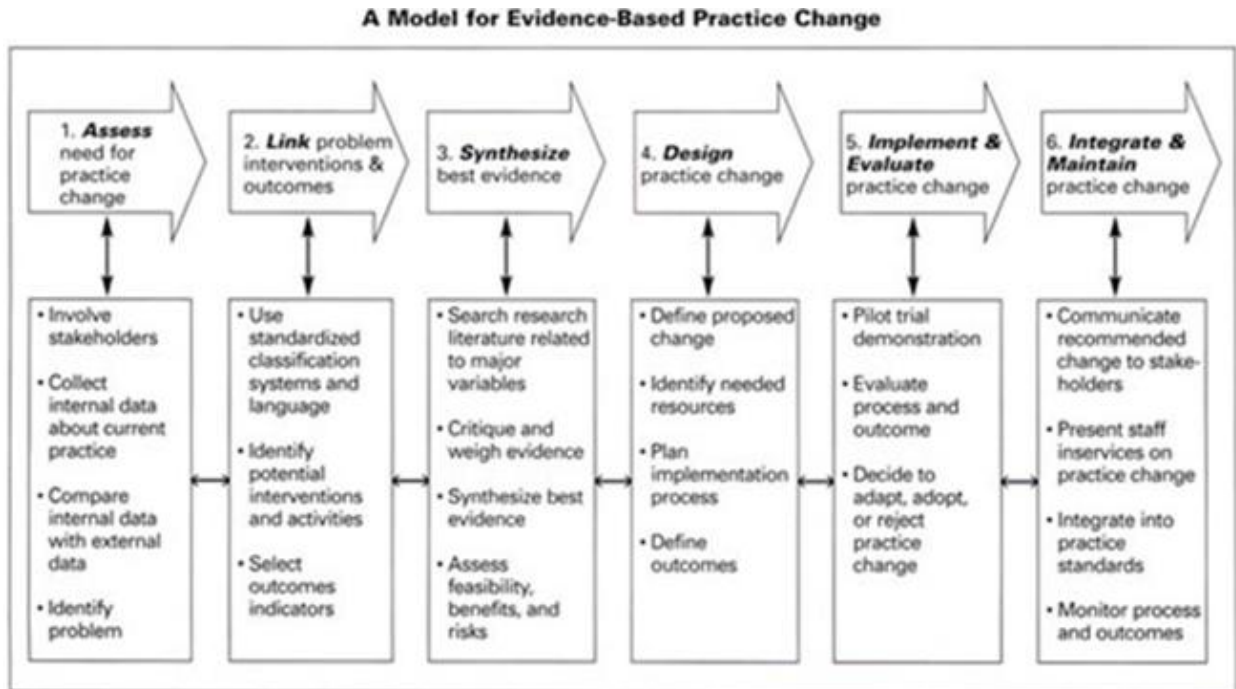 A Model for Evidence-Based Practice Change
1. Assess
need for
practice
change
2. Link problem
interventions &
outcomes
3. Synthesize
best evidence
4. Design
practice change
5. Implement &
Evaluate
practice change
6. Integrate &
Maintain
practice change
• Involve
stakeholders
• Collect
internal data
about current
practice
• Compare
internal data
with external
data
• Identify
problem
• Use
standardized
classification
systems and
language
• Identify
potential
interventions
and activities
• Select
outcomes
indicators
• Search research
literature related
to major
variables
• Critique and
weigh evidence
• Synthesize best
evidence
• Assess
feasibility,
benefits, and
risks
• Define proposed
change
• Identify needed
resources
• Plan
implementation
process
• Define
outcomes
• Pilot trial
demonstration
• Evaluate
process and
outcome
• Decide to
adapt, adopt,
or reject
practice
change
• Communicate
recommended
change to stake-
holders
• Present staff
inservices on
practice change
• Integrate into
practice
standards
• Monitor process
and outcomes